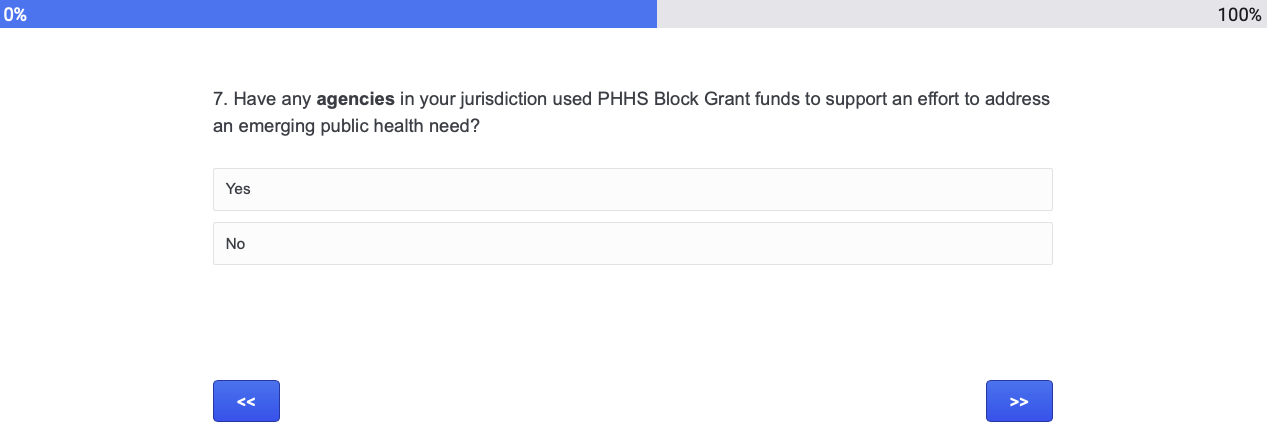 0% 100%
7. Have any agencies in your jurisdiction used PHHS Block Grant funds to support an effort to address
an emerging public health need?
Yes
No
<< >>